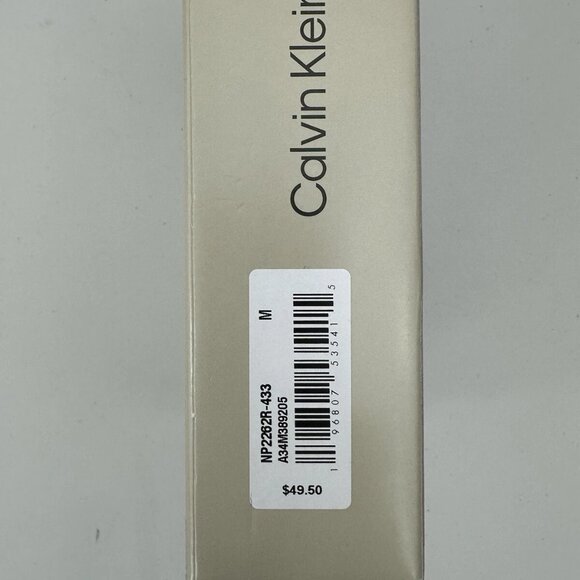 Calvin Klein
M
NP2262R-433
A34M389205
1 96807 53541 5
$49.50